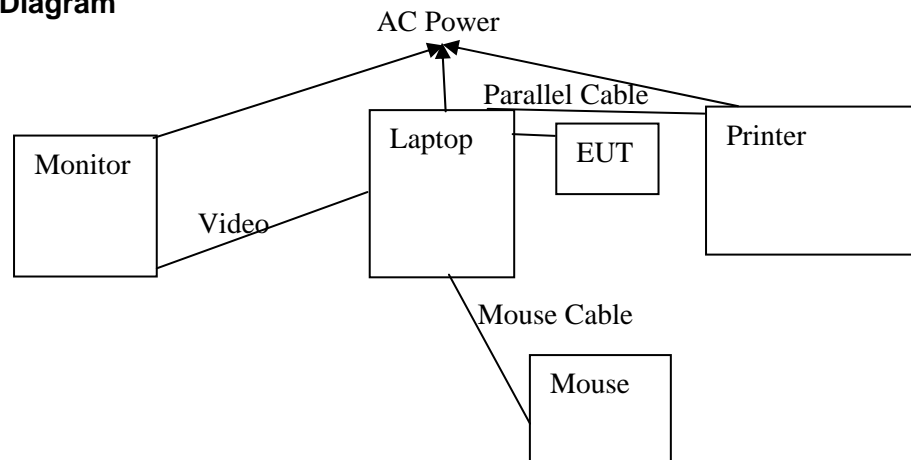 Diagram
AC Power
Parallel Cable
Monitor
Laptop
EUT
Printer
Video
Mouse Cable
Mouse